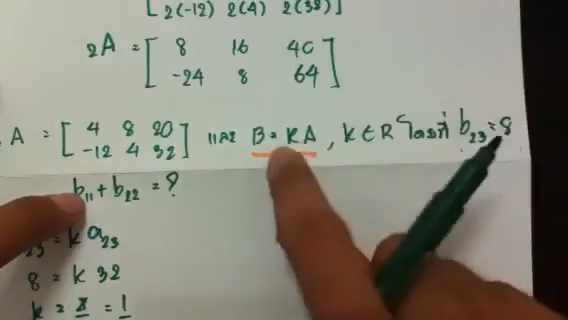 [ 2(-12) 2(4) 2(32) ]
2A = [ 8 16 40
-24 8 64 ]
A = [ 4 8 20
-12 4 32 ] และ B = kA , k ∈ R โดยที่ b₂₃ = 8
b₁₁ + b₂₂ = ?
₂₃ = k a₂₃
8 = k 32
k = 8 = 1